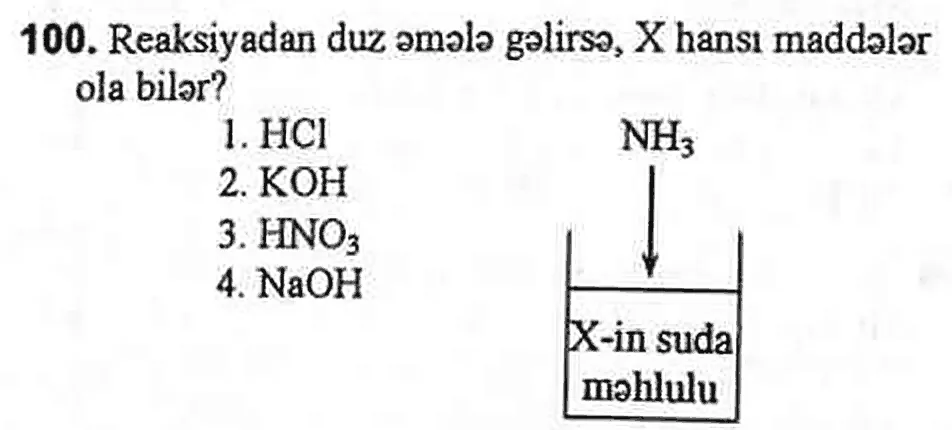 100. Reaksiyadan duz əmələ gəlirsə, X hansı maddələr
ola bilər?
1. HCl
2. KOH
3. HNO₃
4. NaOH
NH₃
X-in suda
məhlulu